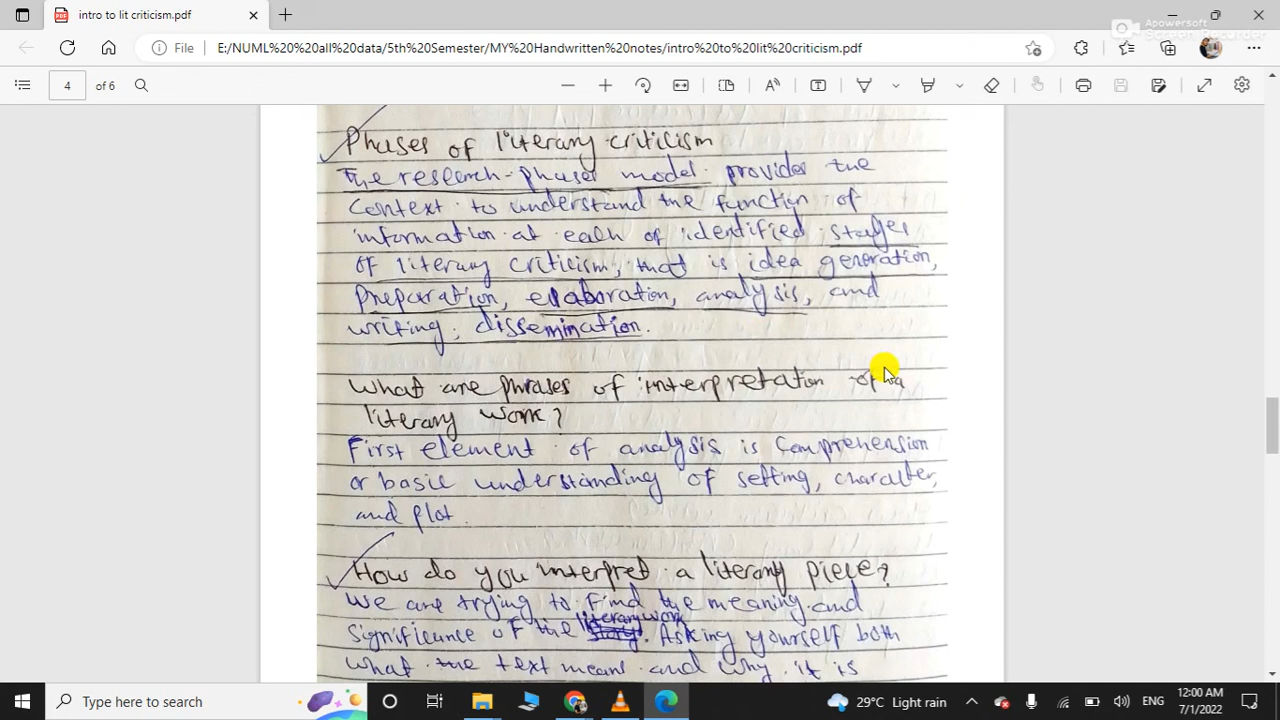 intro to lit criticism.pdf
Apowersoft
Screen Recorder
File
E:/NUML%20%20all%20data/5th%20Semester/MY%20Handwritten%20notes/intro%20to%20lit%20criticism.pdf
4 of 6
Phases of literary criticism
The research-phases model provides the
context to understand the function of
information at each of identified stages
of literary criticism, that is idea generation,
preparation, elaboration, analysis, and
writing, dissemination.
What are phrases of interpretation of a
literary work?
First element of analysis is comprehension
or basic understanding of setting, character,
and plot.
How do you interpret a literary piece?
We are trying to find the meaning and
significance of the literary work. Asking yourself both
what the text means and why it is
Type here to search
29°C Light rain
ENG
12:00 AM
7/1/2022